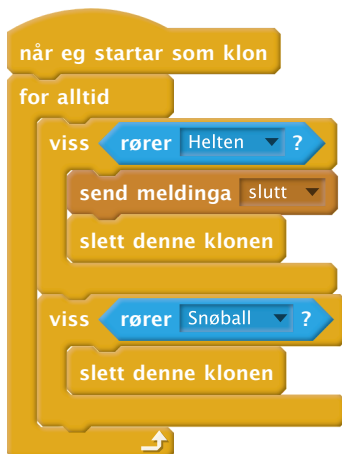 når eg startar som klon
for alltid
viss rører Helten ?
send meldinga slutt
slett denne klonen
viss rører Snøball ?
slett denne klonen